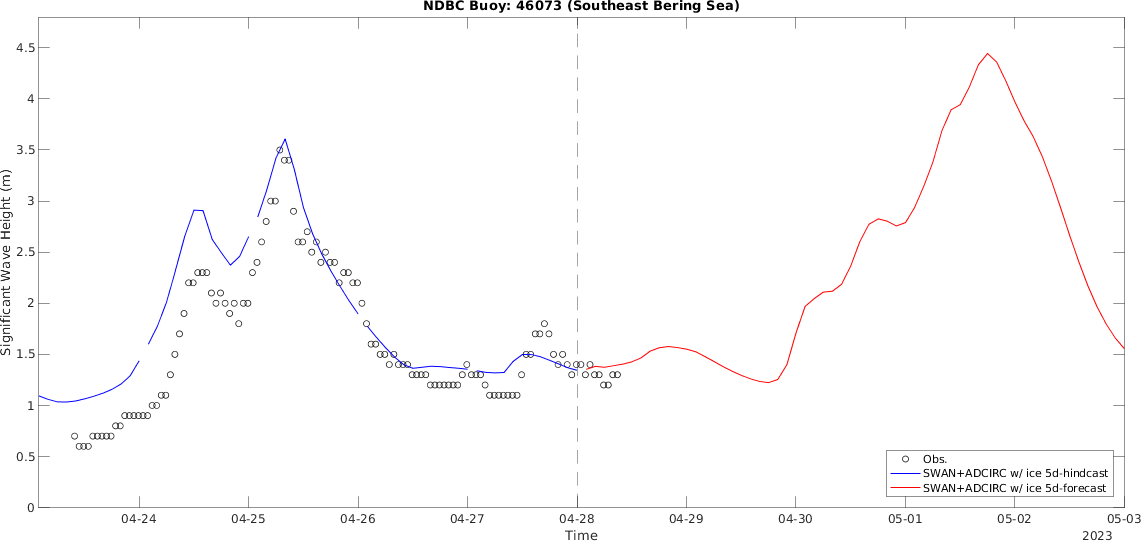 NDBC Buoy: 46073 (Southeast Bering Sea)
4.5
4
3.5
3
2.5
2
1.5
1
0.5
0
Significant Wave Height (m)
Obs.
SWAN+ADCIRC w/ ice 5d-hindcast
SWAN+ADCIRC w/ ice 5d-forecast
04-24 04-25 04-26 04-27 04-28 04-29 04-30 05-01 05-02 05-03
Time
2023